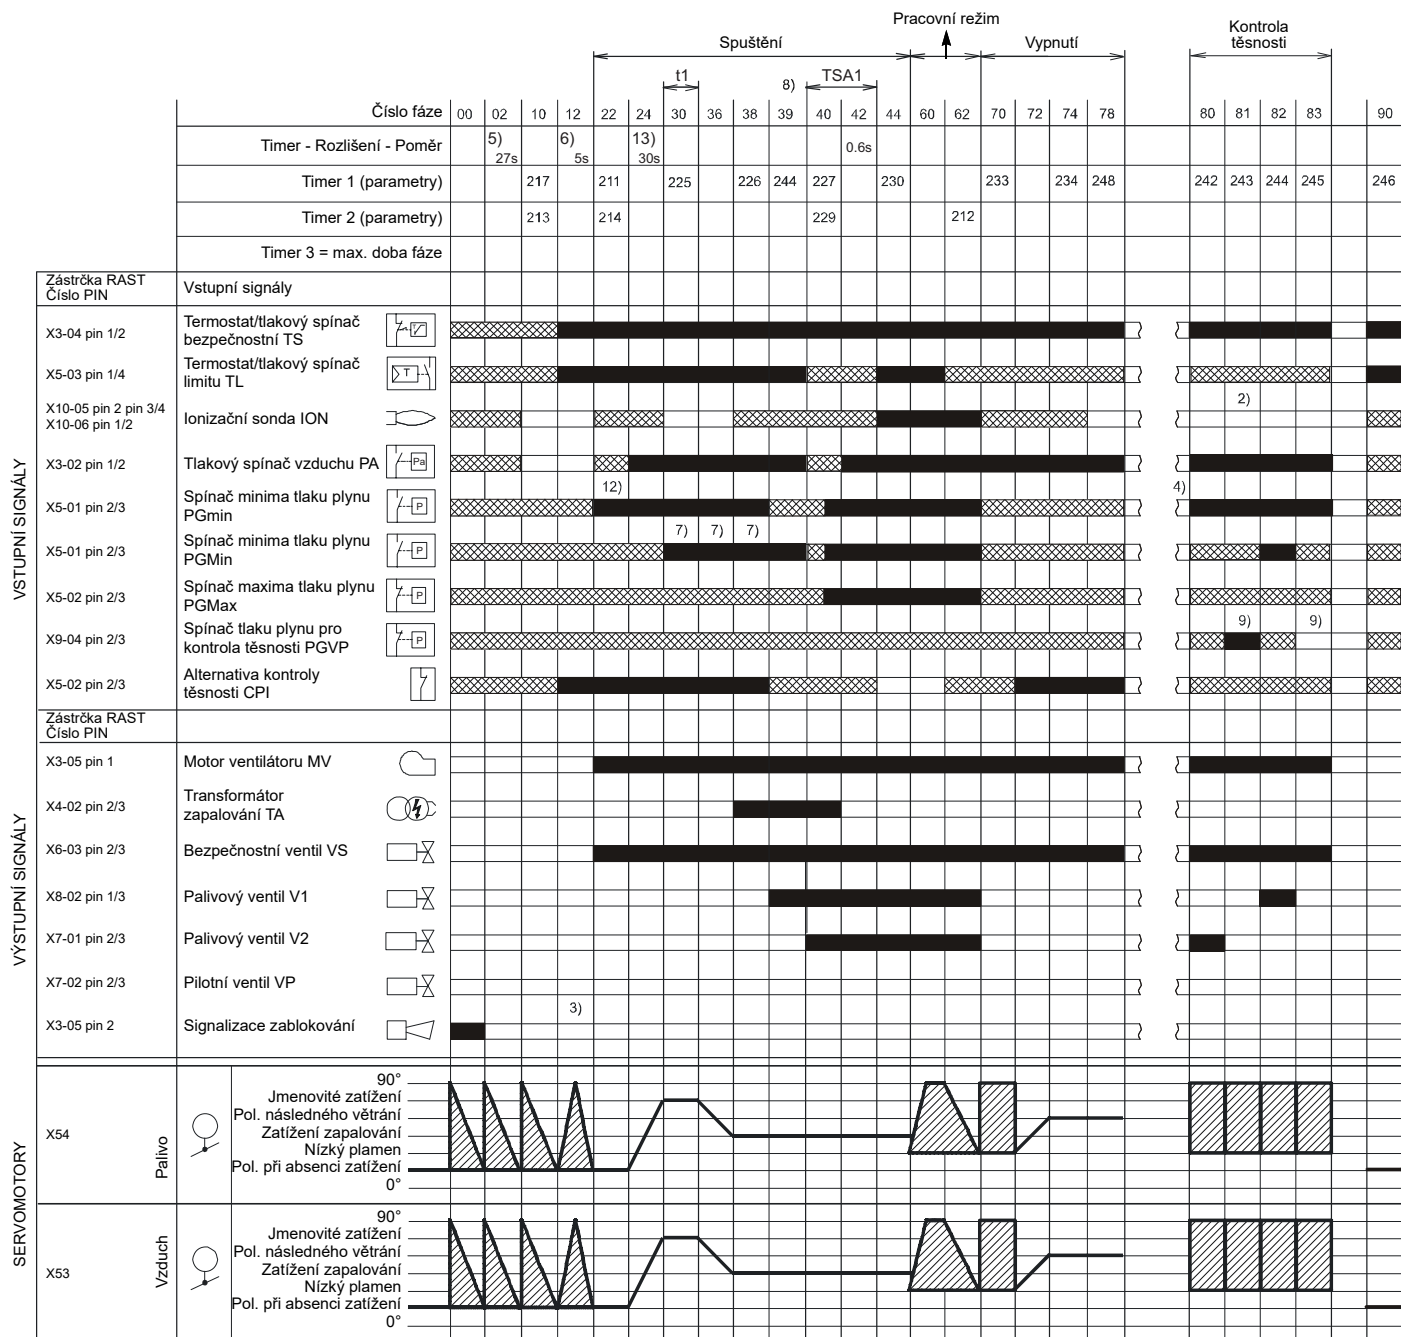 Pracovní režim
Spuštění
Vypnutí
Kontrola
těsnosti
t1
8)
TSA1
Číslo fáze 00 02 10 12 22 24 30 36 38 39 40 42 44 60 62 70 72 74 78 80 81 82 83 90
Timer - Rozlišení - Poměr 5) 27s 6) 5s 13) 30s 0.6s
Timer 1 (parametry) 217 211 225 226 244 227 230 233 234 248 242 243 244 245 246
Timer 2 (parametry) 213 214 229 212
Timer 3 = max. doba fáze
Zástrčka RAST
Číslo PIN
Vstupní signály
VSTUPNÍ SIGNÁLY
X3-04 pin 1/2
Termostat/tlakový spínač
bezpečnostní TS
X5-03 pin 1/4
Termostat/tlakový spínač
limitu TL
T
2)
X10-05 pin 2 pin 3/4
X10-06 pin 1/2
Ionizační sonda ION
X3-02 pin 1/2
Tlakový spínač vzduchu PA
Pa
12)
4)
X5-01 pin 2/3
Spínač minima tlaku plynu
PGmin
P
7) 7) 7)
X5-01 pin 2/3
Spínač minima tlaku plynu
PGMin
P
X5-02 pin 2/3
Spínač maxima tlaku plynu
PGMax
P
9) 9)
X9-04 pin 2/3
Spínač tlaku plynu pro
kontrola těsnosti PGVP
P
X5-02 pin 2/3
Alternativa kontroly
těsnosti CPI
Zástrčka RAST
Číslo PIN
VÝSTUPNÍ SIGNÁLY
X3-05 pin 1
Motor ventilátoru MV
X4-02 pin 2/3
Transformátor
zapalování TA
X6-03 pin 2/3
Bezpečnostní ventil VS
X8-02 pin 1/3
Palivový ventil V1
X7-01 pin 2/3
Palivový ventil V2
X7-02 pin 2/3
Pilotní ventil VP
3)
X3-05 pin 2
Signalizace zablokování
SERVOMOTORY
X54
Palivo
90°
Jmenovité zatížení
Pol. následného větrání
Zatížení zapalování
Nízký plamen
Pol. při absenci zatížení
0°
X53
Vzduch
90°
Jmenovité zatížení
Pol. následného větrání
Zatížení zapalování
Nízký plamen
Pol. při absenci zatížení
0°